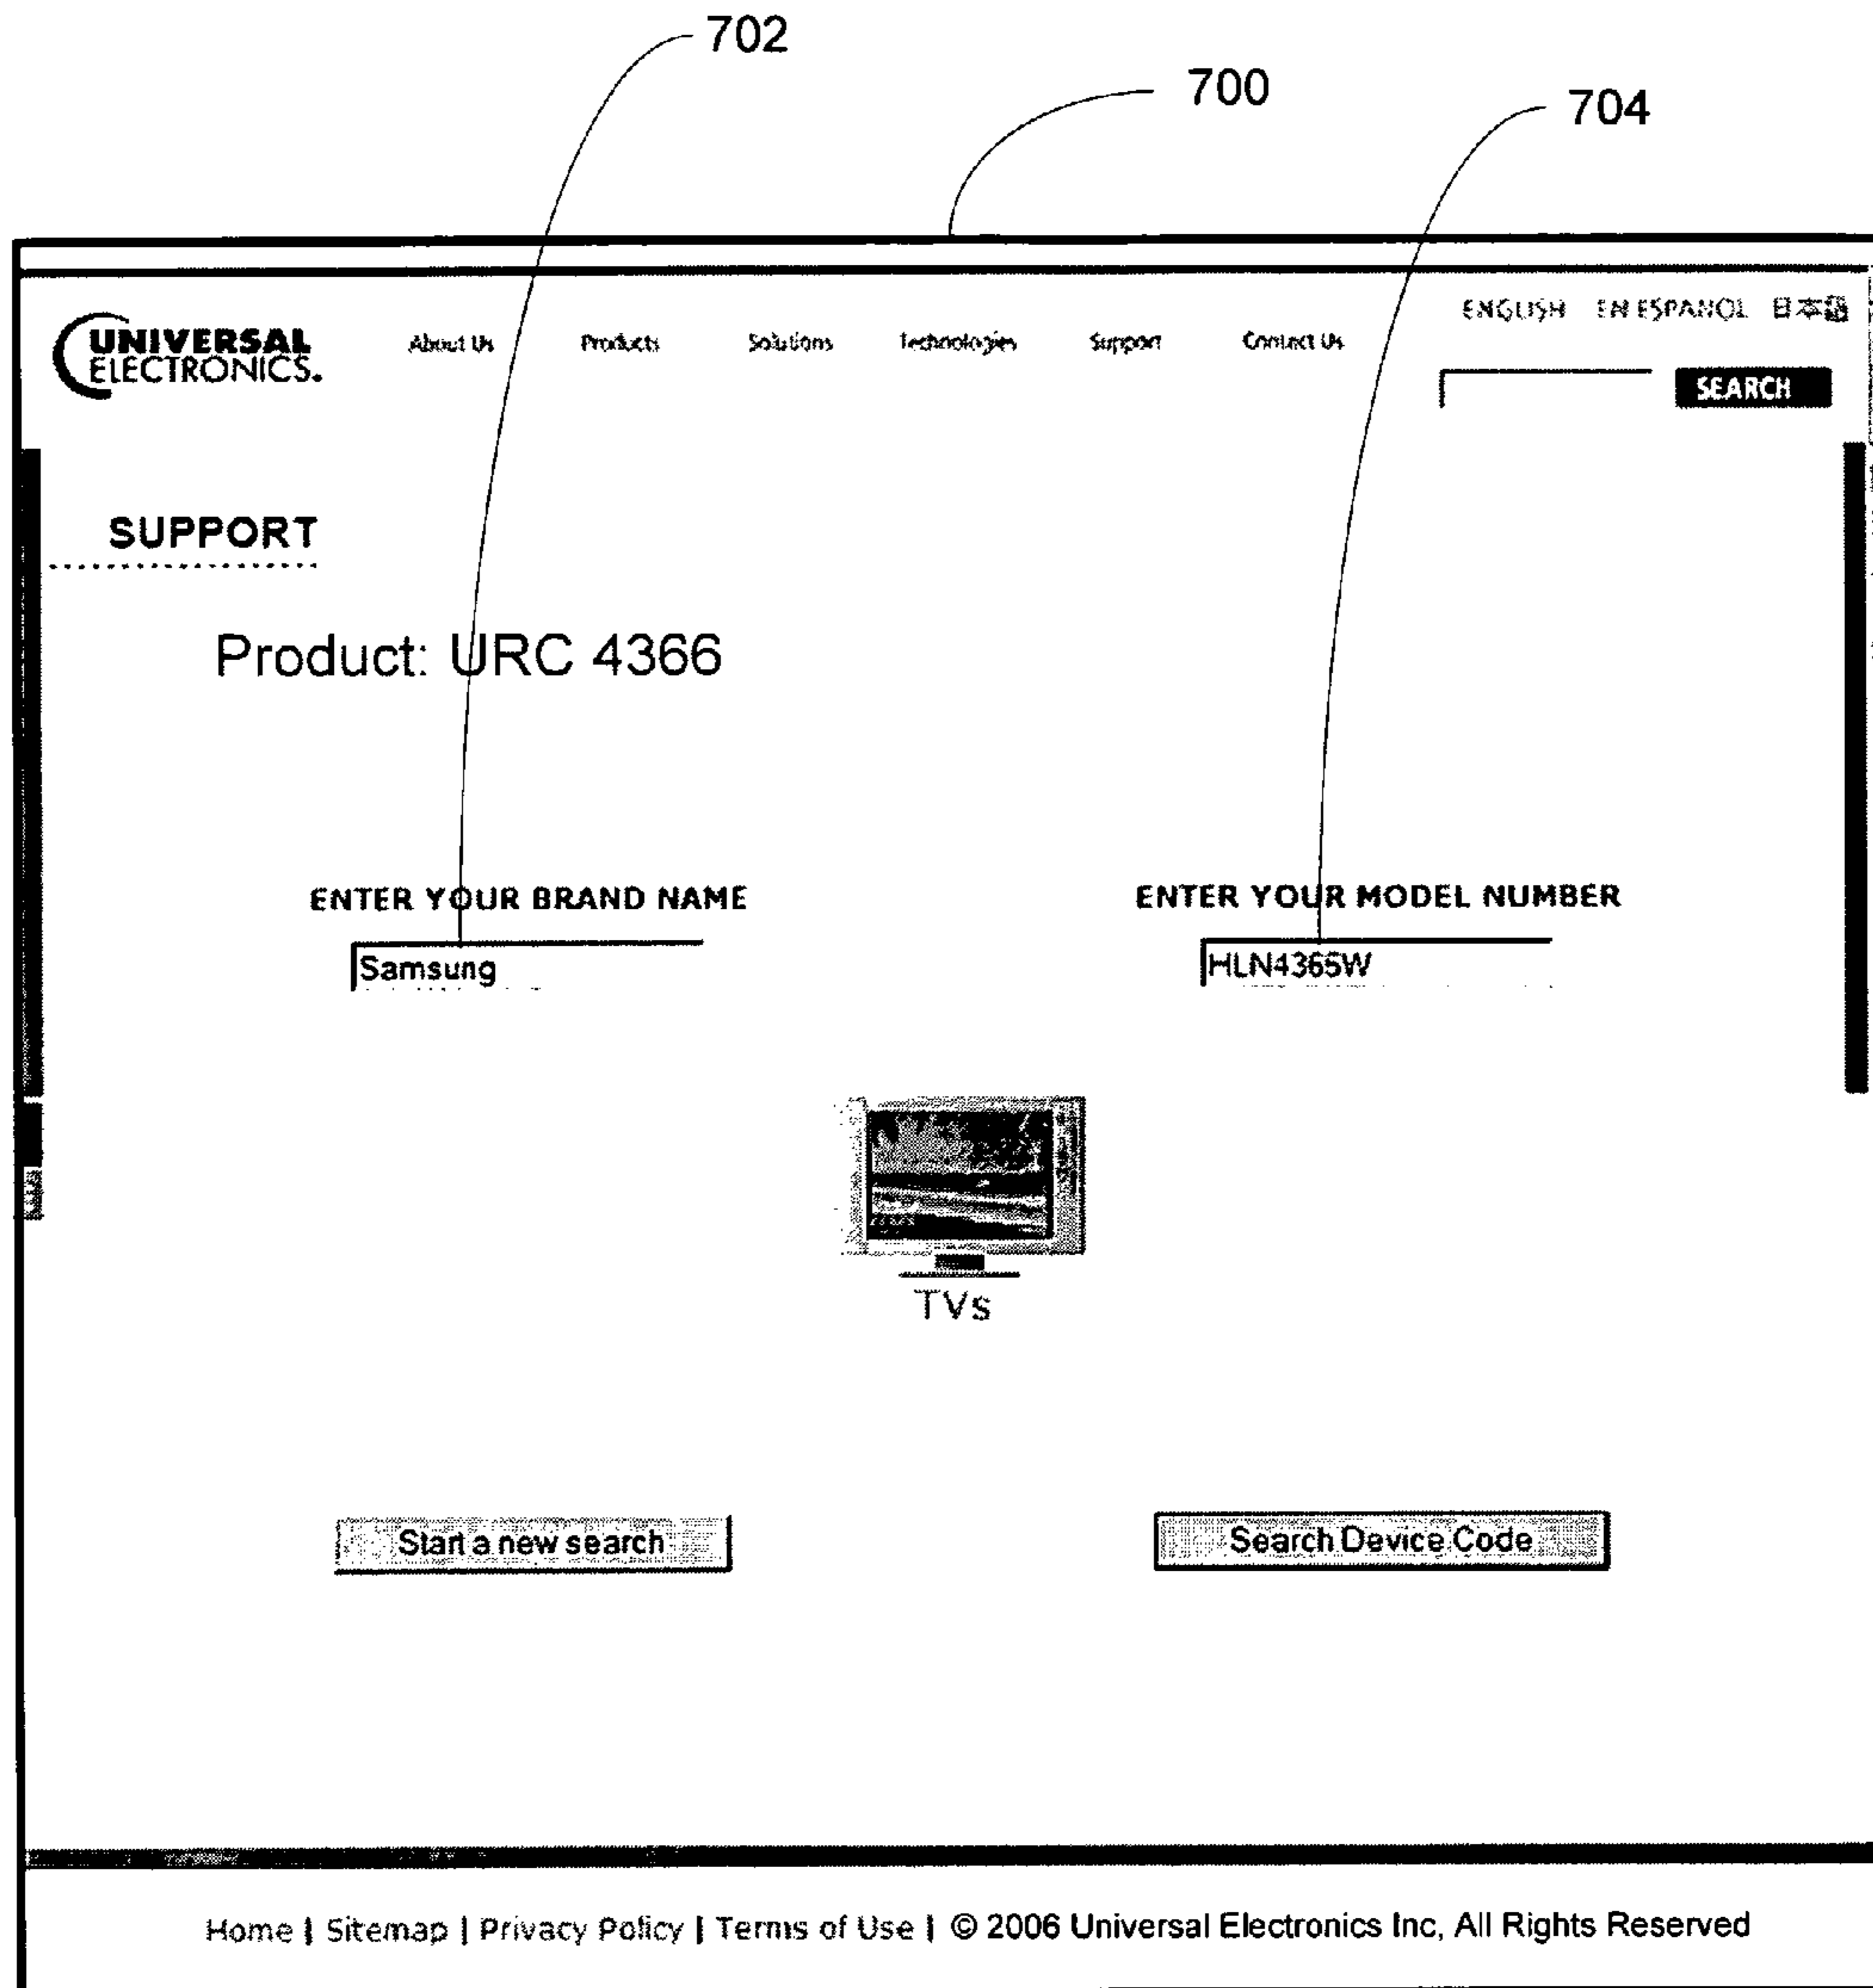 702
700
704
ENGLISH EN ESPANOL 日本語
UNIVERSAL
ELECTRONICS.
About Us Products Solutions Technologies Support Contact Us
SEARCH
SUPPORT
Product: URC 4366
ENTER YOUR BRAND NAME ENTER YOUR MODEL NUMBER
Samsung HLN4365W
TVs
Start a new search Search Device Code
Home | Sitemap | Privacy Policy | Terms of Use | © 2006 Universal Electronics Inc, All Rights Reserved